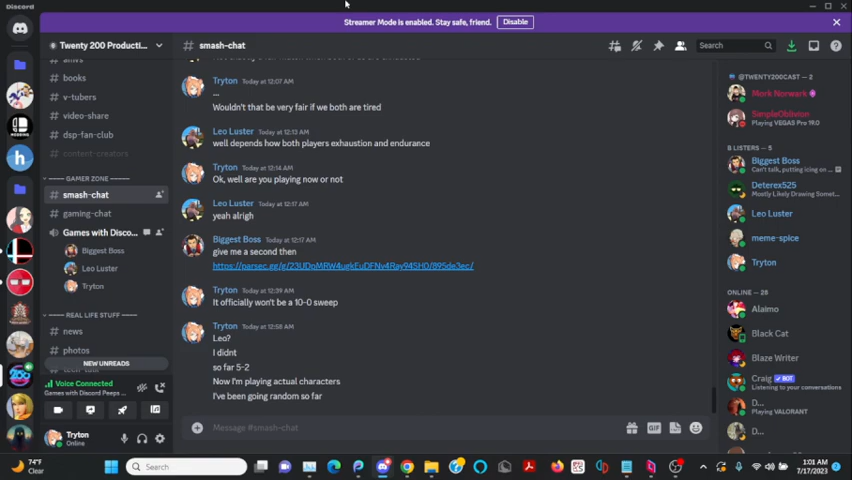 Discord
Streamer Mode is enabled. Stay safe, friend.
Disable
Twenty 200 Producti...
smash-chat
Search
books
v-tubers
video-share
dsp-fan-club
content-creators
GAMER ZONE
smash-chat
gaming-chat
Games with Disco...
Biggest Boss
Leo Luster
Tryton
REAL LIFE STUFF
news
photos
NEW UNREADS
Voice Connected
Games with Discord Peeps
Tryton
Online
Tryton Today at 12:07 AM
...
Wouldn't that be very fair if we both are tired
Leo Luster Today at 12:13 AM
well depends how both players exhaustion and endurance
Tryton Today at 12:14 AM
Ok, well are you playing now or not
Leo Luster Today at 12:17 AM
yeah alrigh
Biggest Boss Today at 12:17 AM
give me a second then
Tryton Today at 12:39 AM
It officially won't be a 10-0 sweep
Tryton Today at 12:58 AM
Leo?
I didnt
so far 5-2
Now I'm playing actual characters
I've been going random so far
Message #smash-chat
GIF
@TWENTY200CAST — 2
Mork Norwark
SanpleOblivion
Playing VEGAS Pro 19.0
B LISTERS — 5
Biggest Boss
Can't talk, putting icing on ...
Deterex525
Mostly Likely Drawing Somet...
Leo Luster
meme-spice
Tryton
ONLINE — 28
Alaimo
Black Cat
Blaze Writer
Craig BOT
Listening to your conversations
D...
Playing VALORANT
D...
74°F
Clear
Search
1:01 AM
7/17/2023